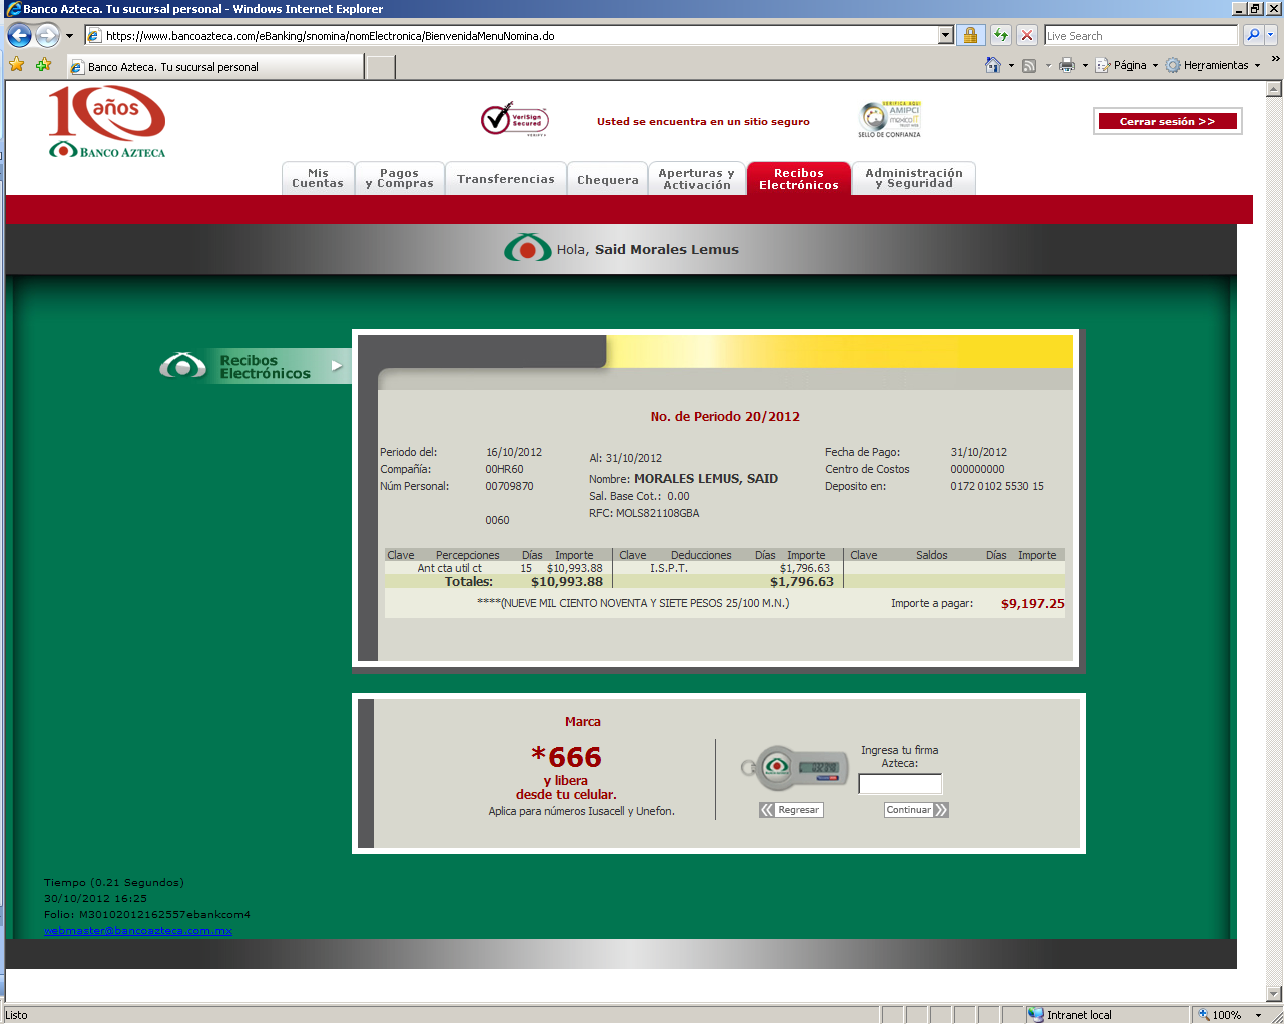 Banco Azteca. Tu sucursal personal - Windows Internet Explorer
https://www.bancoazteca.com/eBanking/snomina/nomElectronica/BienvenidaMenuNomina.do
Live Search
Banco Azteca. Tu sucursal personal
Página
Herramientas
10 años
BANCO AZTECA
VeriSign Secured
VERIFY
Usted se encuentra en un sitio seguro
VERIFICA AQUI
AMIPCI
mexicoIT
SELLO DE CONFIANZA
Cerrar sesión >>
Mis Cuentas
Pagos y Compras
Transferencias
Chequera
Aperturas y Activación
Recibos Electrónicos
Administración y Seguridad
Hola, Said Morales Lemus
Recibos Electrónicos
No. de Periodo 20/2012
Periodo del: 16/10/2012 Al: 31/10/2012 Fecha de Pago: 31/10/2012
Compañía: 00HR60 Nombre: MORALES LEMUS, SAID Centro de Costos 000000000
Núm Personal: 00709870 Sal. Base Cot.: 0.00 Deposito en: 0172 0102 5530 15
0060 RFC: MOLS821108GBA
Clave Percepciones Días Importe Clave Deducciones Días Importe Clave Saldos Días Importe
Ant cta util ct 15 $10,993.88 I.S.P.T. $1,796.63
Totales: $10,993.88 $1,796.63
****(NUEVE MIL CIENTO NOVENTA Y SIETE PESOS 25/100 M.N.) Importe a pagar: $9,197.25
Marca
*666
y libera
desde tu celular.
Aplica para números Iusacell y Unefon.
Ingresa tu firma
Azteca:
Regresar
Continuar
Tiempo (0.21 Segundos)
30/10/2012 16:25
Folio: M30102012162557ebankcom4
webmaster@bancoazteca.com.mx
Listo
Intranet local
100%